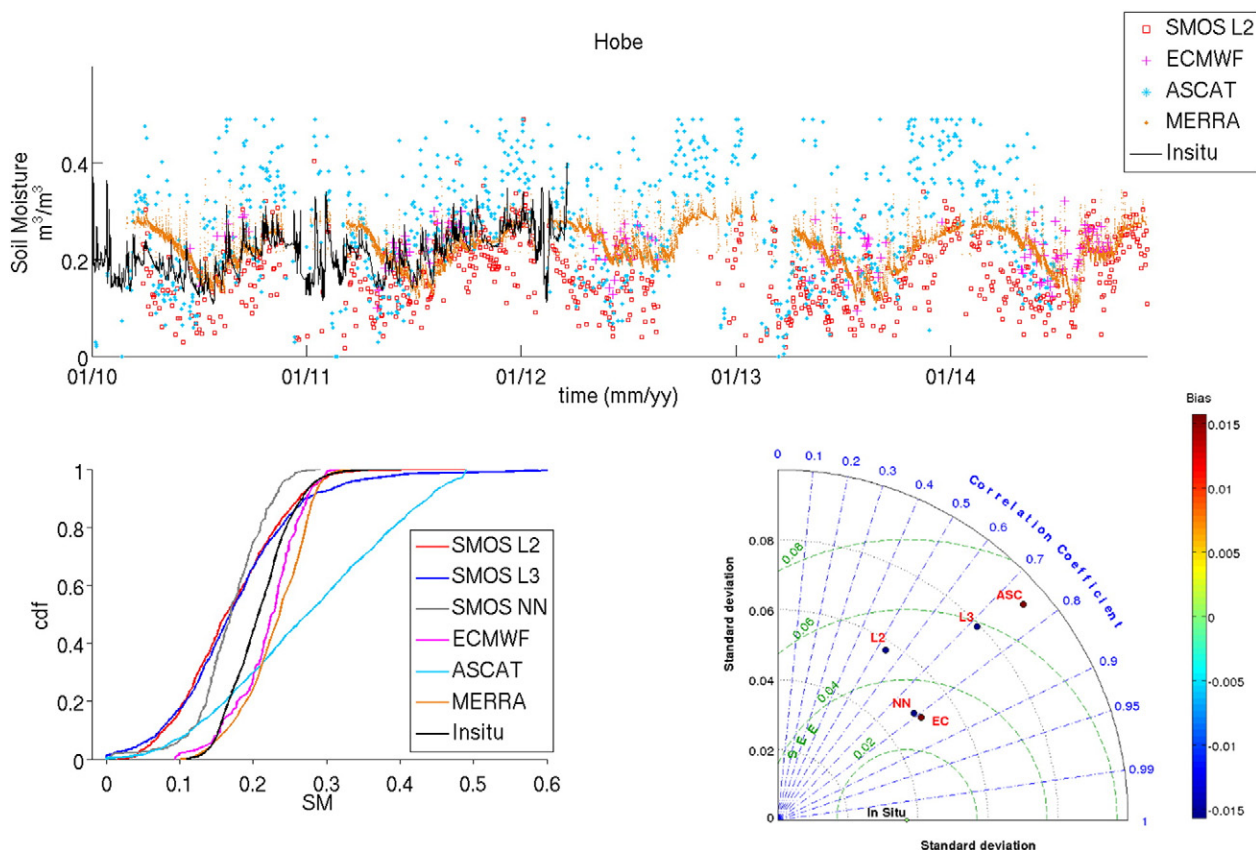 Hobe
SMOS L2
ECMWF
ASCAT
MERRA
Insitu
Soil Moisture
m³/m³
0.4
0.2
0
01/10 01/11 01/12 01/13 01/14
time (mm/yy)
cdf
1
0.8
0.6
0.4
0.2
0
0 0.1 0.2 0.3 0.4 0.5 0.6
SM
SMOS L2
SMOS L3
SMOS NN
ECMWF
ASCAT
MERRA
Insitu
Standard deviation
0.08
0.06
0.04
0.02
0
0 0.1 0.2 0.3 0.4 0.5 0.6 0.7 0.8 0.9 0.95 0.99 1
Correlation Coefficient
0.08
0.06
0.04
0.02
SEE
ASC
L3
L2
NN
EC
In Situ
Standard deviation
Bias
0.015
0.01
0.005
0
-0.005
-0.01
-0.015